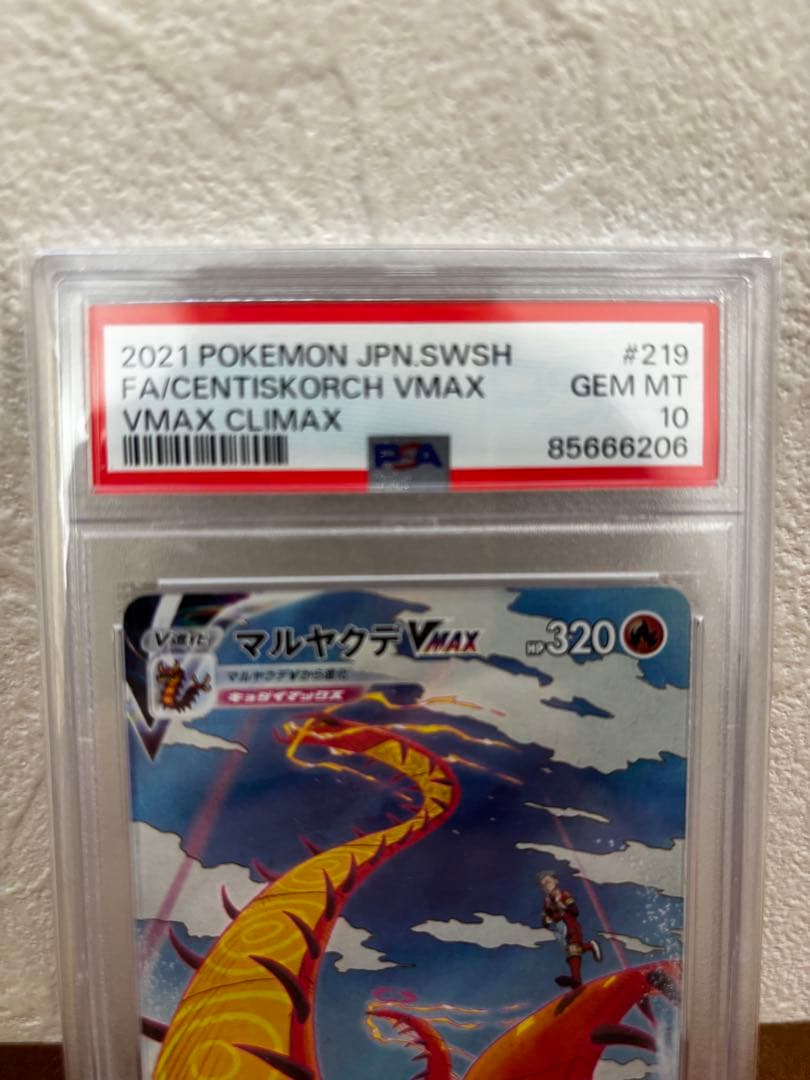 2021 POKEMON JPN.SWSH #219
FA/CENTISKORCH VMAX GEM MT
VMAX CLIMAX 10
85666206
PSA
V進化 マルヤクデVMAX HP320
マルヤクデVから進化
キョダイマックス